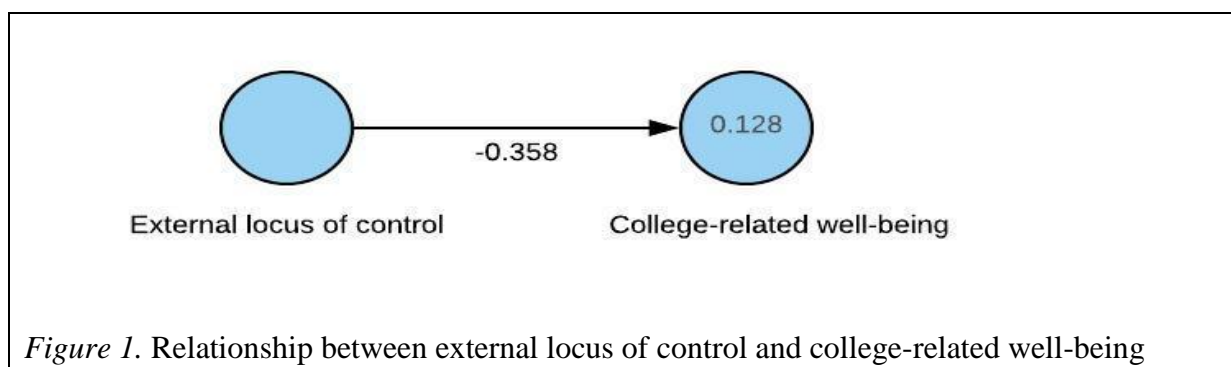 0.128
-0.358
External locus of control
College-related well-being
Figure 1. Relationship between external locus of control and college-related well-being